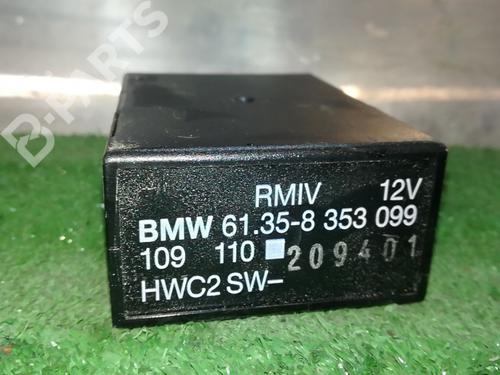 B-PARTS
RMIV 12V
BMW 61.35-8 353 099
109 110 209401
HWC2 SW-